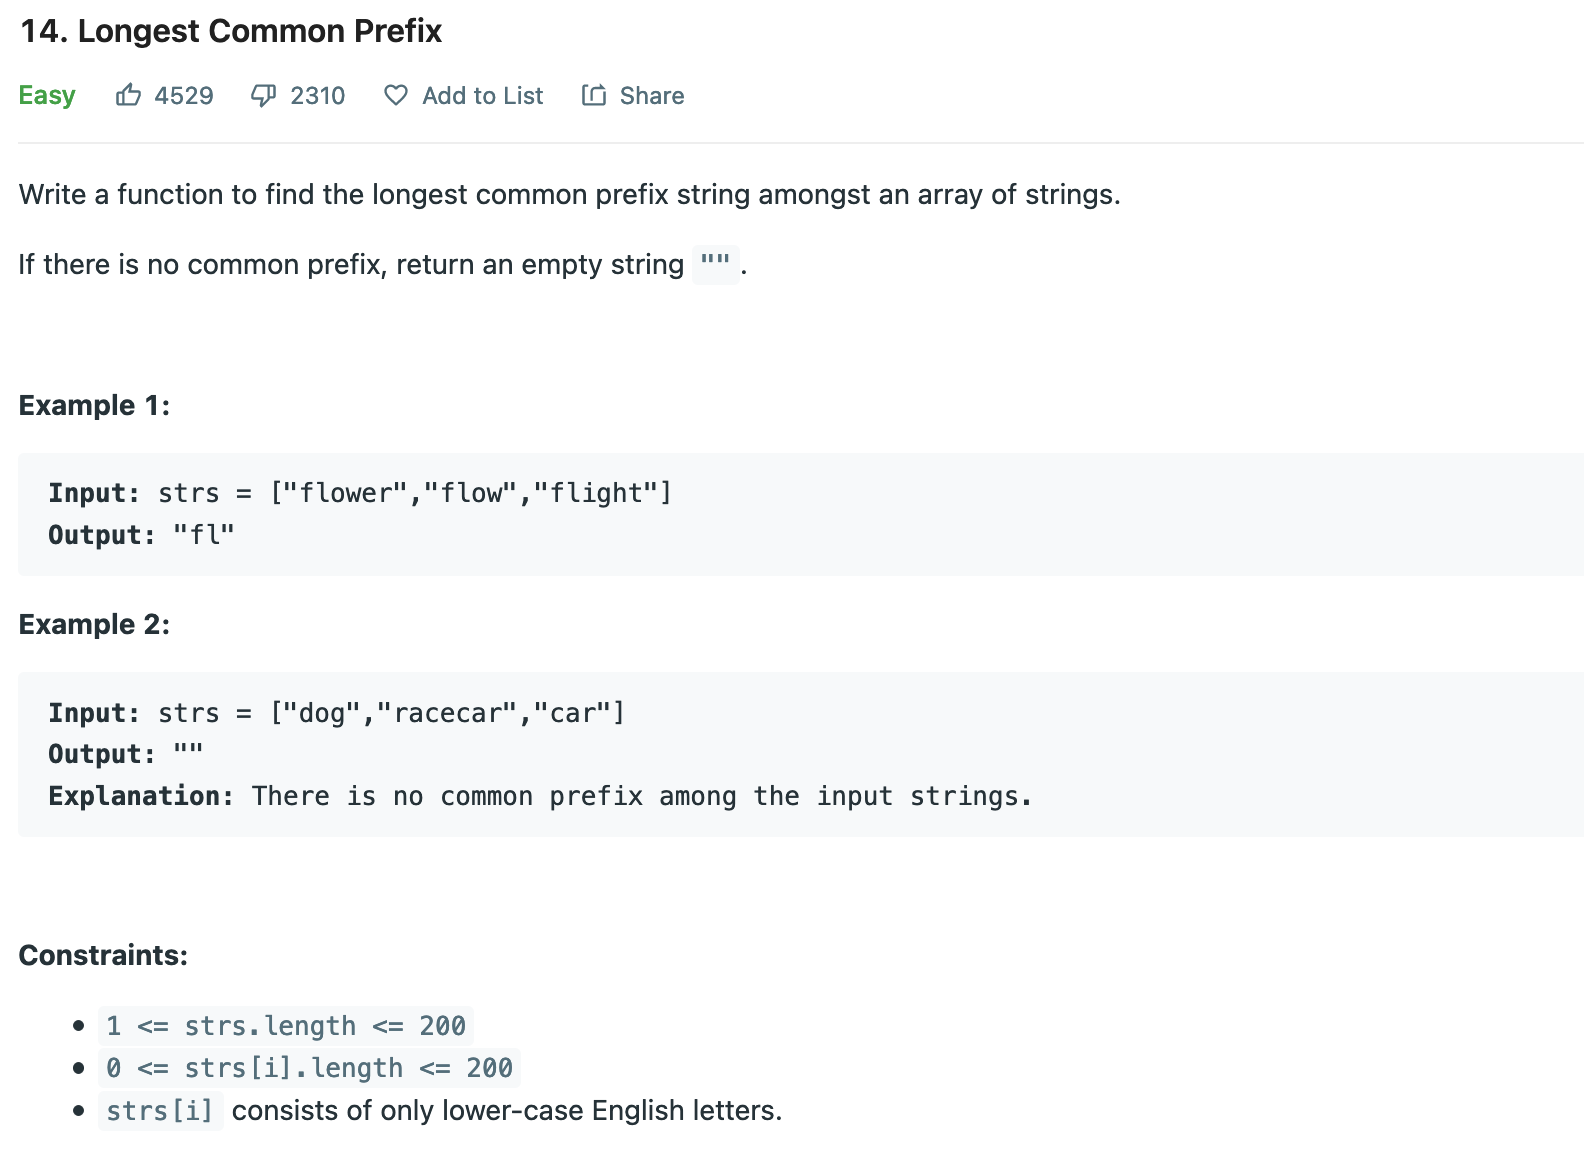 14. Longest Common Prefix
Easy 4529 2310 Add to List Share
Write a function to find the longest common prefix string amongst an array of strings.
If there is no common prefix, return an empty string "".
Example 1:
Input: strs = ["flower","flow","flight"]
Output: "fl"
Example 2:
Input: strs = ["dog","racecar","car"]
Output: ""
Explanation: There is no common prefix among the input strings.
Constraints:
• 1 <= strs.length <= 200
• 0 <= strs[i].length <= 200
• strs[i] consists of only lower-case English letters.